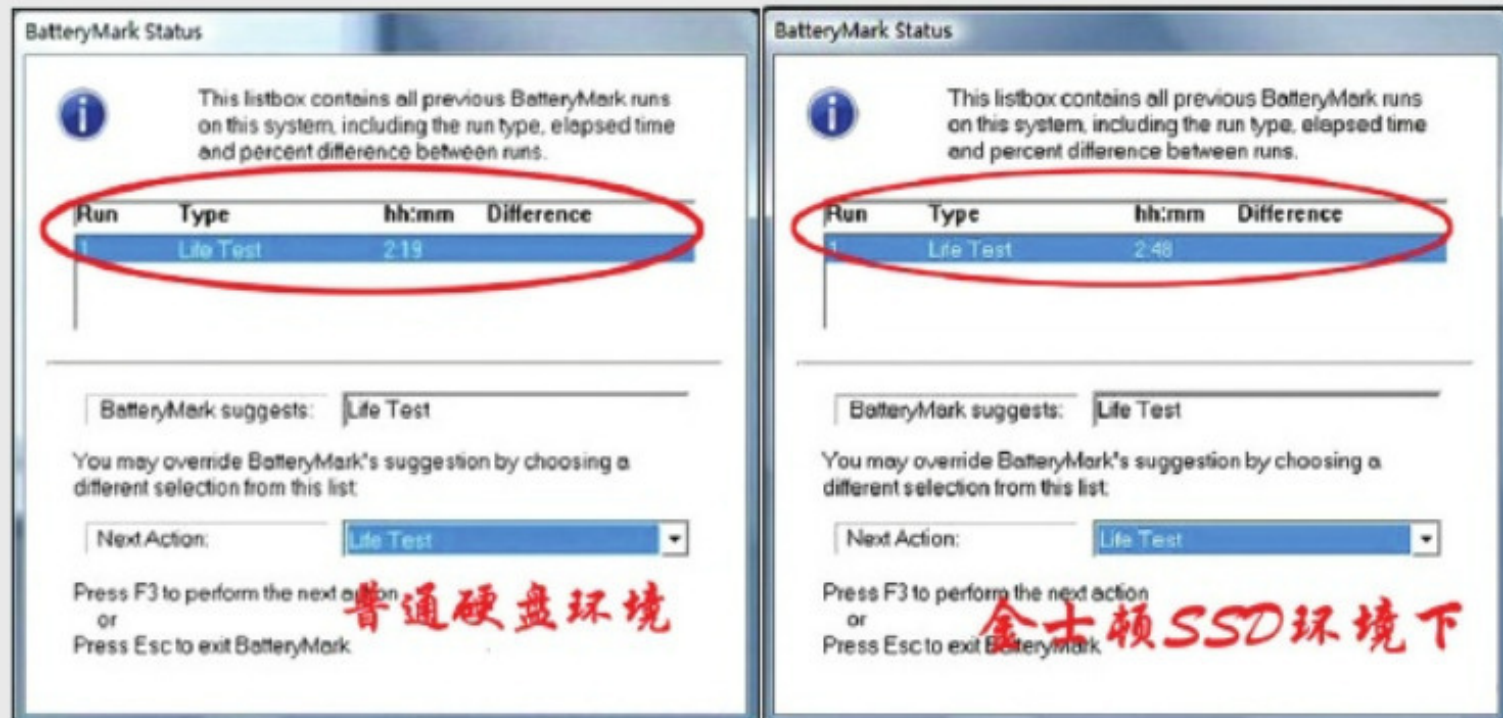 BatteryMark Status
This listbox contains all previous BatteryMark runs
on this system, including the run type, elapsed time
and percent difference between runs.
Run Type hh:mm Difference
1 Life Test 2:19
BatteryMark suggests: Life Test
You may override BatteryMark's suggestion by choosing a
different selection from this list:
Next Action: Life Test
Press F3 to perform the next action
or
Press Esc to exit BatteryMark
普通硬盘环境
BatteryMark Status
This listbox contains all previous BatteryMark runs
on this system, including the run type, elapsed time
and percent difference between runs.
Run Type hh:mm Difference
1 Life Test 2:48
BatteryMark suggests: Life Test
You may override BatteryMark's suggestion by choosing a
different selection from this list:
Next Action: Life Test
Press F3 to perform the next action
or
Press Esc to exit BatteryMark
金士顿SSD环境下